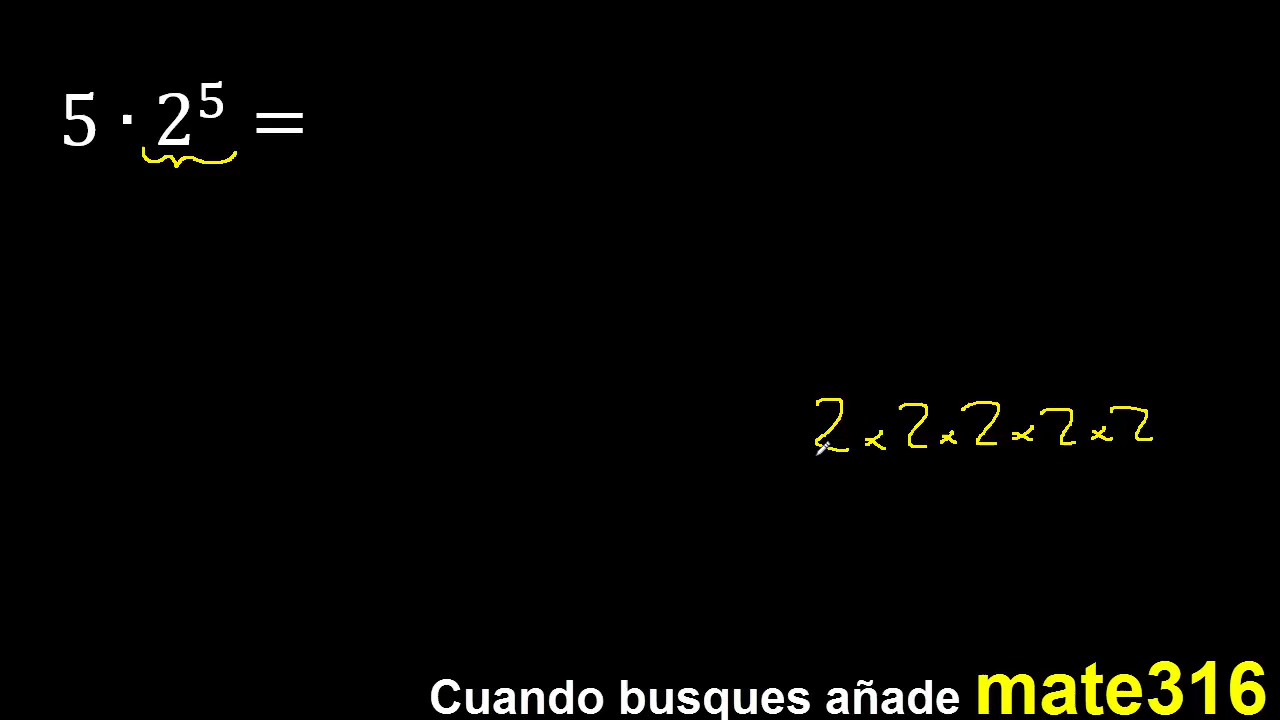 5 · 2⁵ =
2 x 2 x 2 x 2 x 2
Cuando busques añade mate316